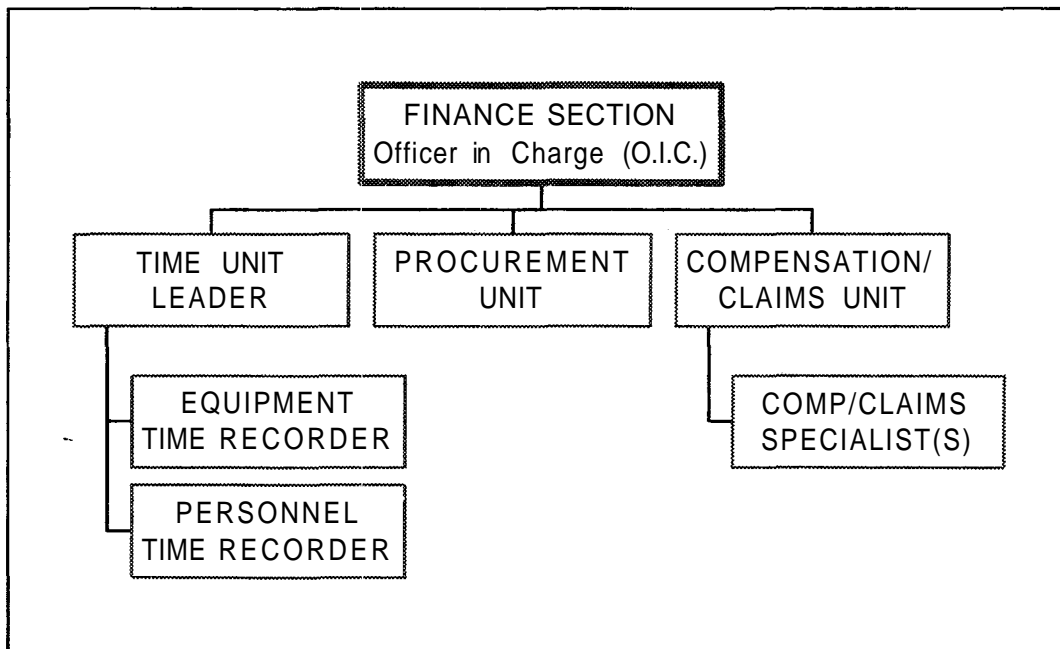 FINANCE SECTION
Officer in Charge (O.I.C.)
TIME UNIT
LEADER
PROCUREMENT
UNIT
COMPENSATION/
CLAIMS UNIT
EQUIPMENT
TIME RECORDER
PERSONNEL
TIME RECORDER
COMP/CLAIMS
SPECIALIST(S)